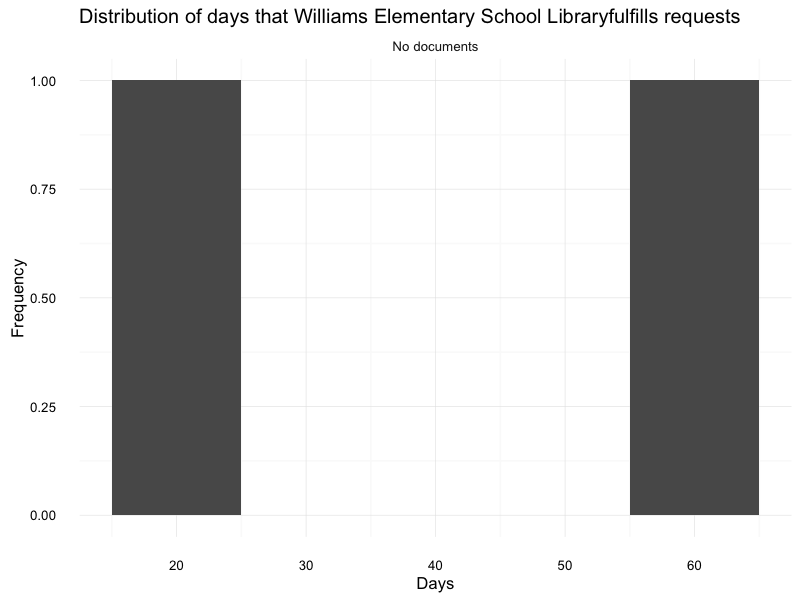 Distribution of days that Williams Elementary School Libraryfulfills requests
No documents
1.00
0.75
0.50
0.25
0.00
Frequency
20 30 40 50 60
Days